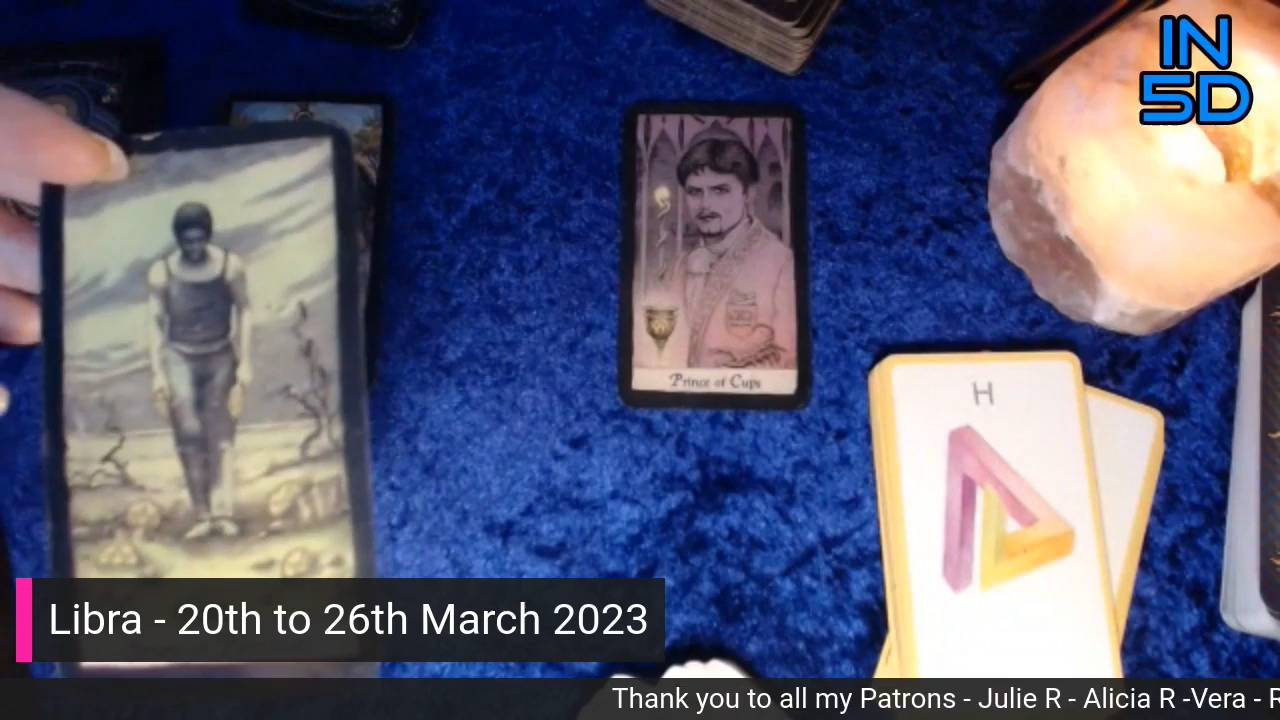 IN
5D
Prince of Cups
H
Libra - 20th to 26th March 2023
Thank you to all my Patrons - Julie R - Alicia R -Vera -